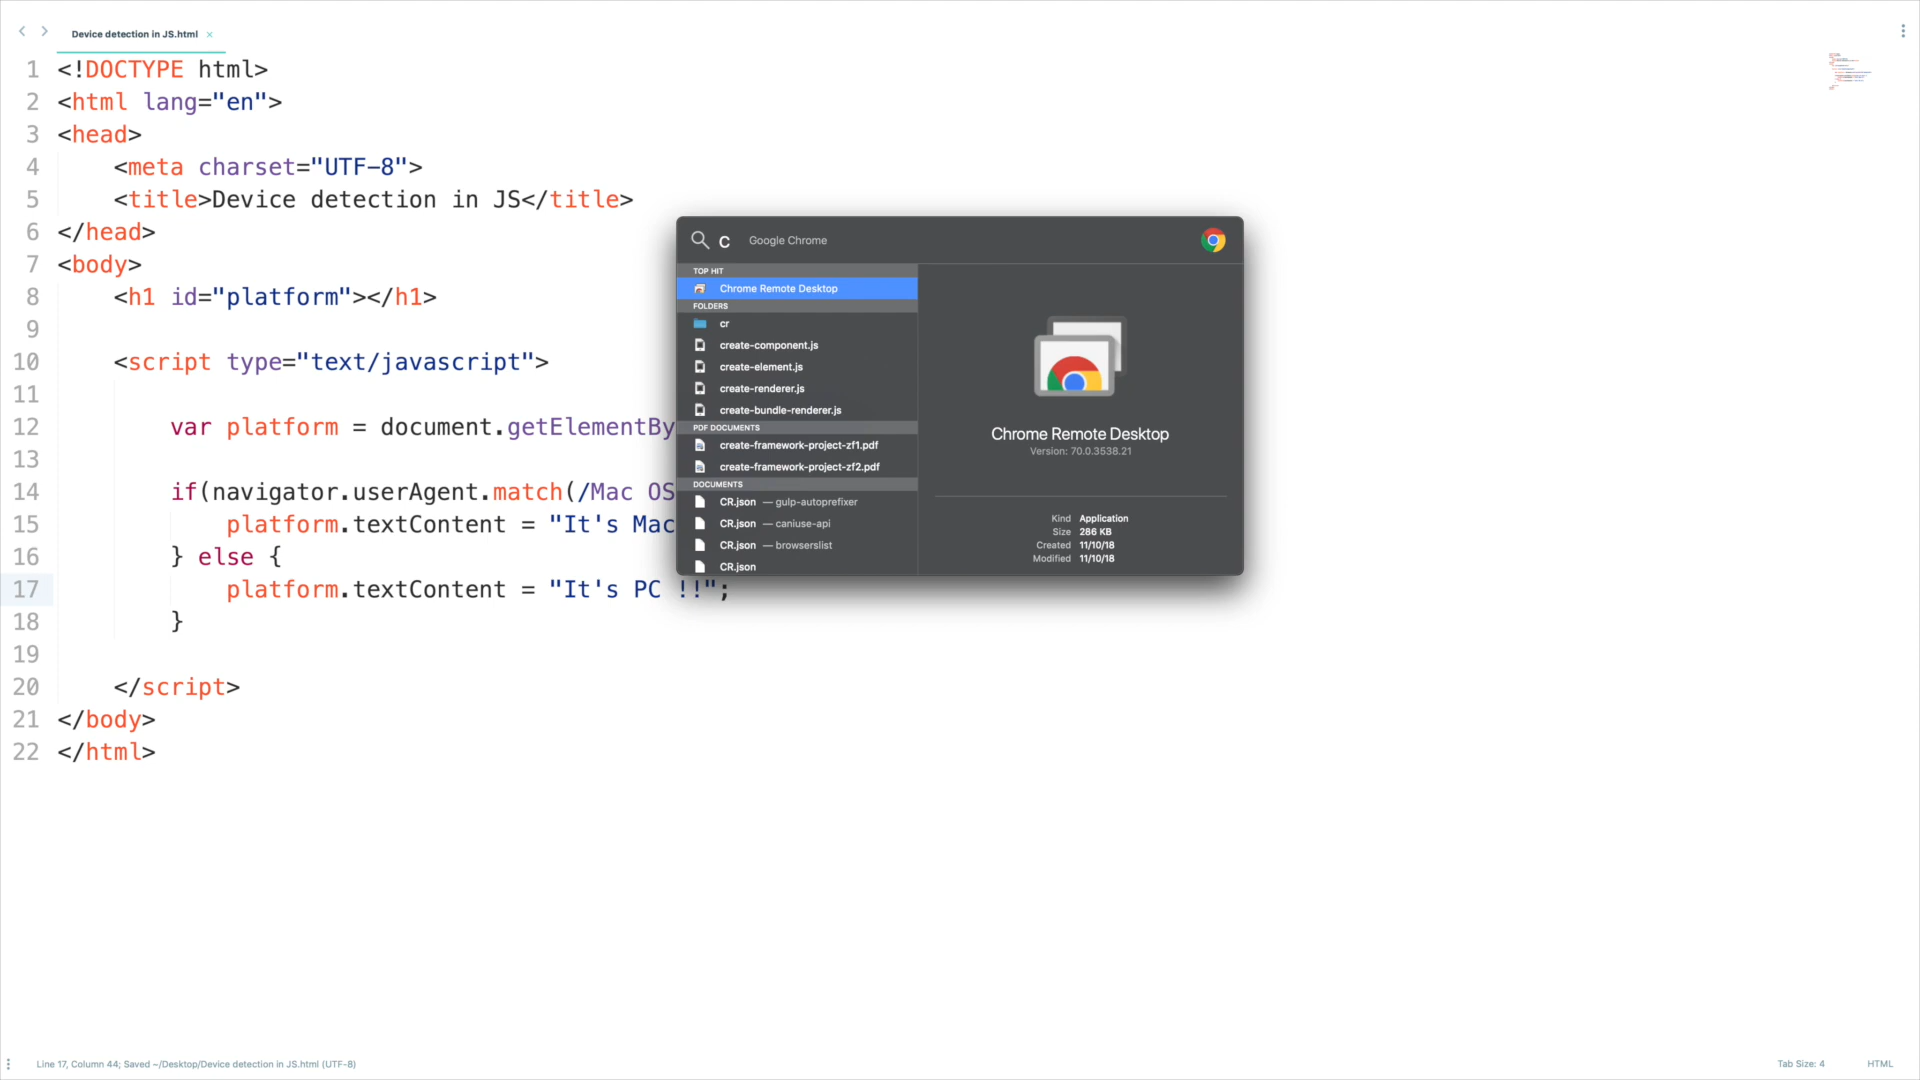 Device detection in JS.html ×
1 <!DOCTYPE html>
2 <html lang="en">
3 <head>
4 <meta charset="UTF-8">
5 <title>Device detection in JS</title>
6 </head>
7 <body>
8 <h1 id="platform"></h1>
9
10 <script type="text/javascript">
11
12 var platform = document.getElementBy
13
14 if(navigator.userAgent.match(/Mac OS
15 platform.textContent = "It's Mac
16 } else {
17 platform.textContent = "It's PC !!";
18 }
19
20 </script>
21 </body>
22 </html>
C Google Chrome
TOP HIT
Chrome Remote Desktop
FOLDERS
cr
create-component.js
create-element.js
create-renderer.js
create-bundle-renderer.js
PDF DOCUMENTS
create-framework-project-zf1.pdf
create-framework-project-zf2.pdf
DOCUMENTS
CR.json — gulp-autoprefixer
CR.json — caniuse-api
CR.json — browserslist
CR.json
Chrome Remote Desktop
Version: 70.0.3538.21
Kind Application
Size 286 KB
Created 11/10/18
Modified 11/10/18
Line 17, Column 44; Saved ~/Desktop/Device detection in JS.html (UTF-8)
Tab Size: 4
HTML